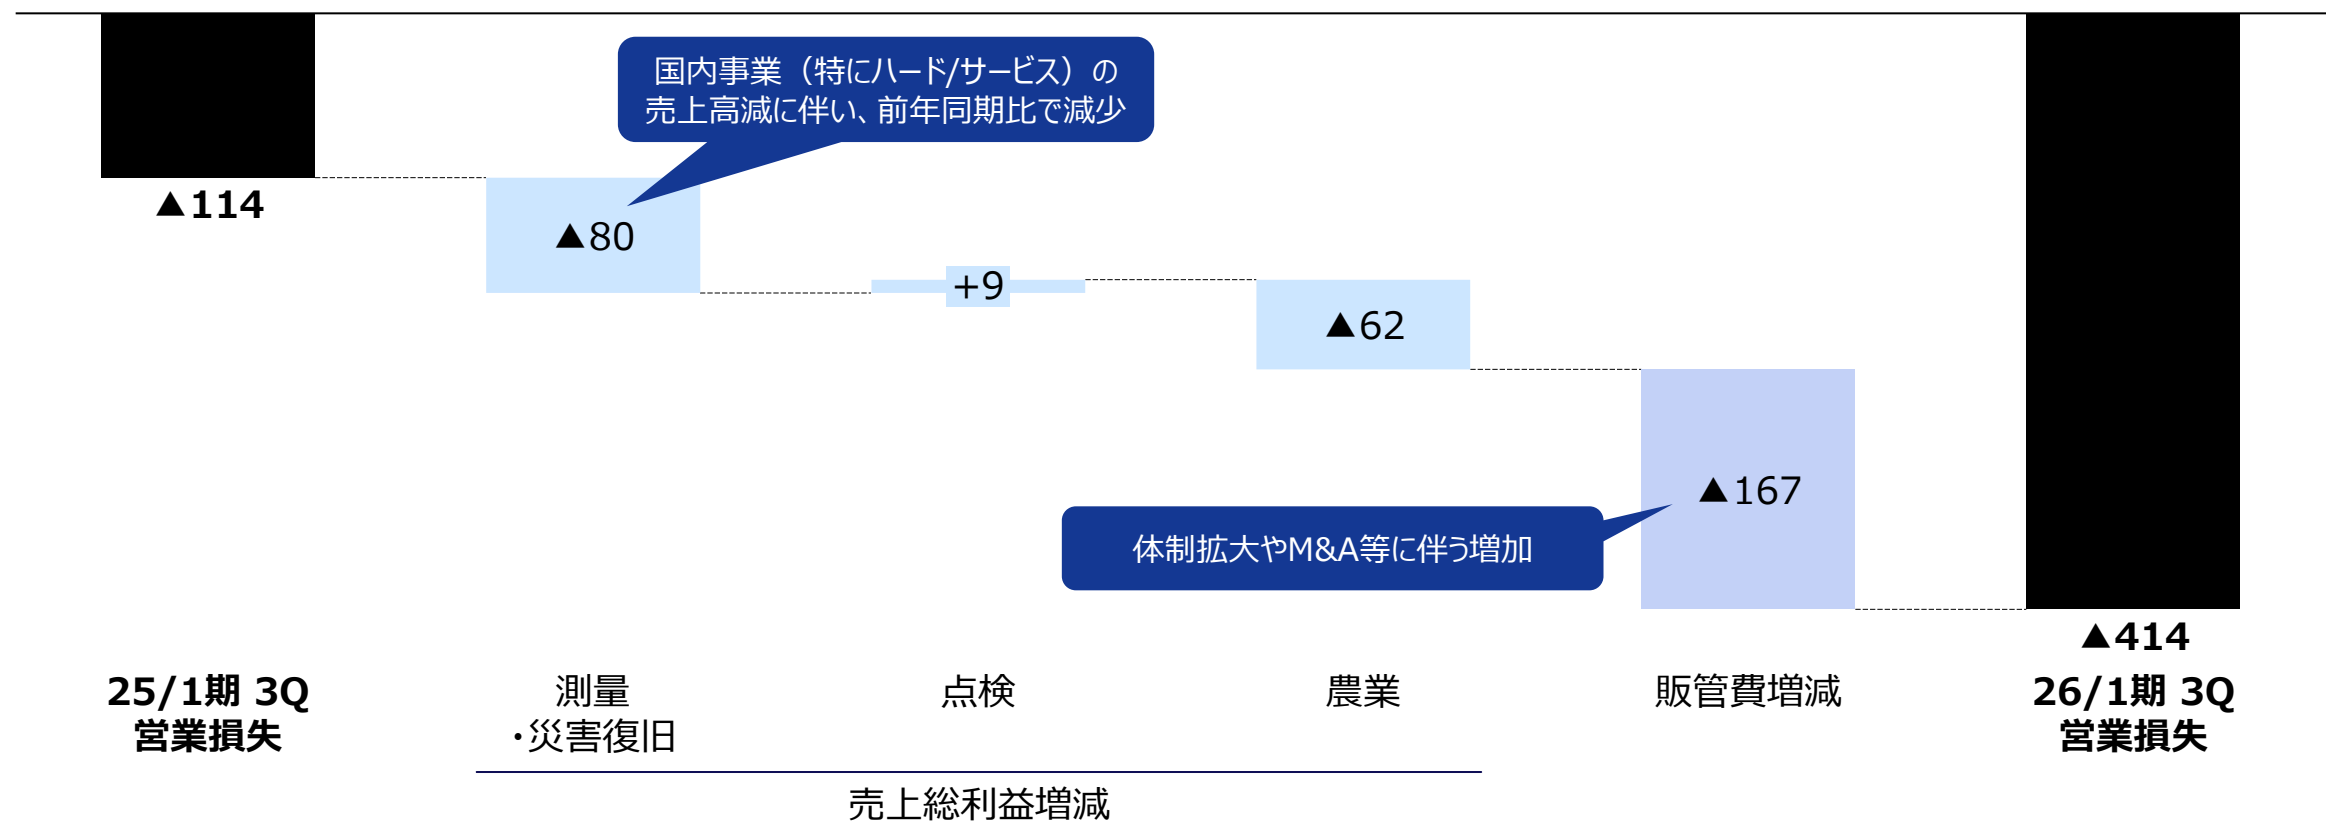 国内事業（特にハード/サービス）の
売上高減に伴い、前年同期比で減少
▲114
▲80
+9
▲62
▲167
体制拡大やM&A等に伴う増加
▲414
25/1期 3Q
営業損失
測量
・災害復旧
点検
農業
販管費増減
26/1期 3Q
営業損失
売上総利益増減